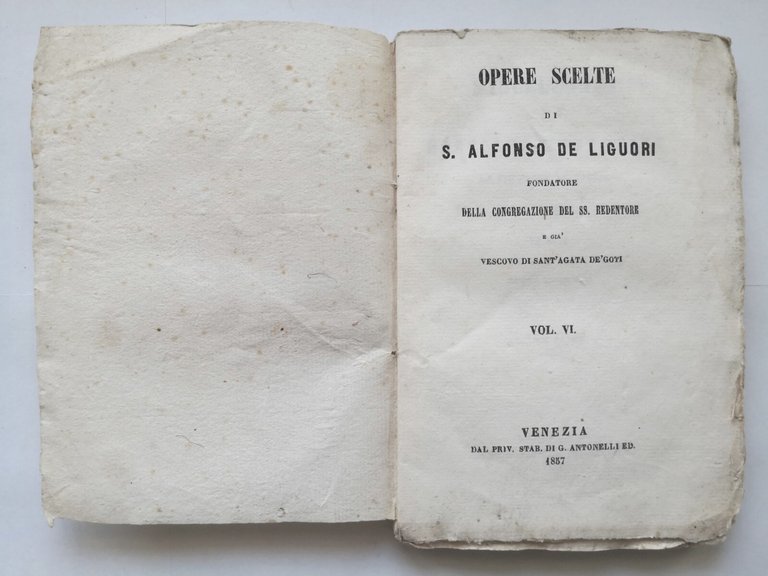 OPERE SCELTE
DI
S. ALFONSO DE LIGUORI
FONDATORE
DELLA CONGREGAZIONE DEL SS. REDENTORE
E GIA'
VESCOVO DI SANT'AGATA DE'GOTI
VOL. VI.
VENEZIA
DAL PRIV. STAB. DI G. ANTONELLI ED.
1857